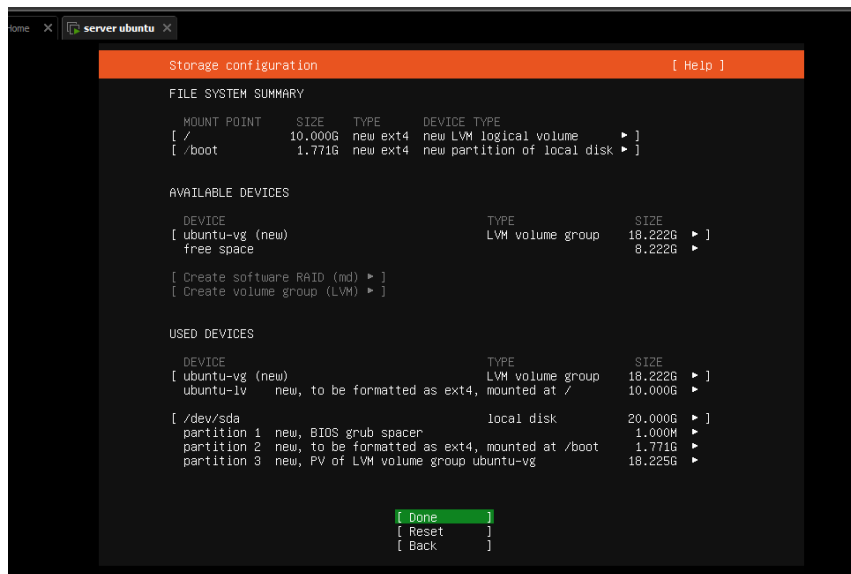 Home × server ubuntu ×
Storage configuration [ Help ]
FILE SYSTEM SUMMARY
MOUNT POINT SIZE TYPE DEVICE TYPE
[ / 10.000G new ext4 new LVM logical volume ▸ ]
[ /boot 1.771G new ext4 new partition of local disk ▸ ]
AVAILABLE DEVICES
DEVICE TYPE SIZE
[ ubuntu-vg (new) LVM volume group 18.222G ▸ ]
free space 8.222G ▸
[ Create software RAID (md) ▸ ]
[ Create volume group (LVM) ▸ ]
USED DEVICES
DEVICE TYPE SIZE
[ ubuntu-vg (new) LVM volume group 18.222G ▸ ]
ubuntu-lv new, to be formatted as ext4, mounted at / 10.000G ▸
[ /dev/sda local disk 20.000G ▸ ]
partition 1 new, BIOS grub spacer 1.000M ▸
partition 2 new, to be formatted as ext4, mounted at /boot 1.771G ▸
partition 3 new, PV of LVM volume group ubuntu-vg 18.225G ▸
[ Done ]
[ Reset ]
[ Back ]